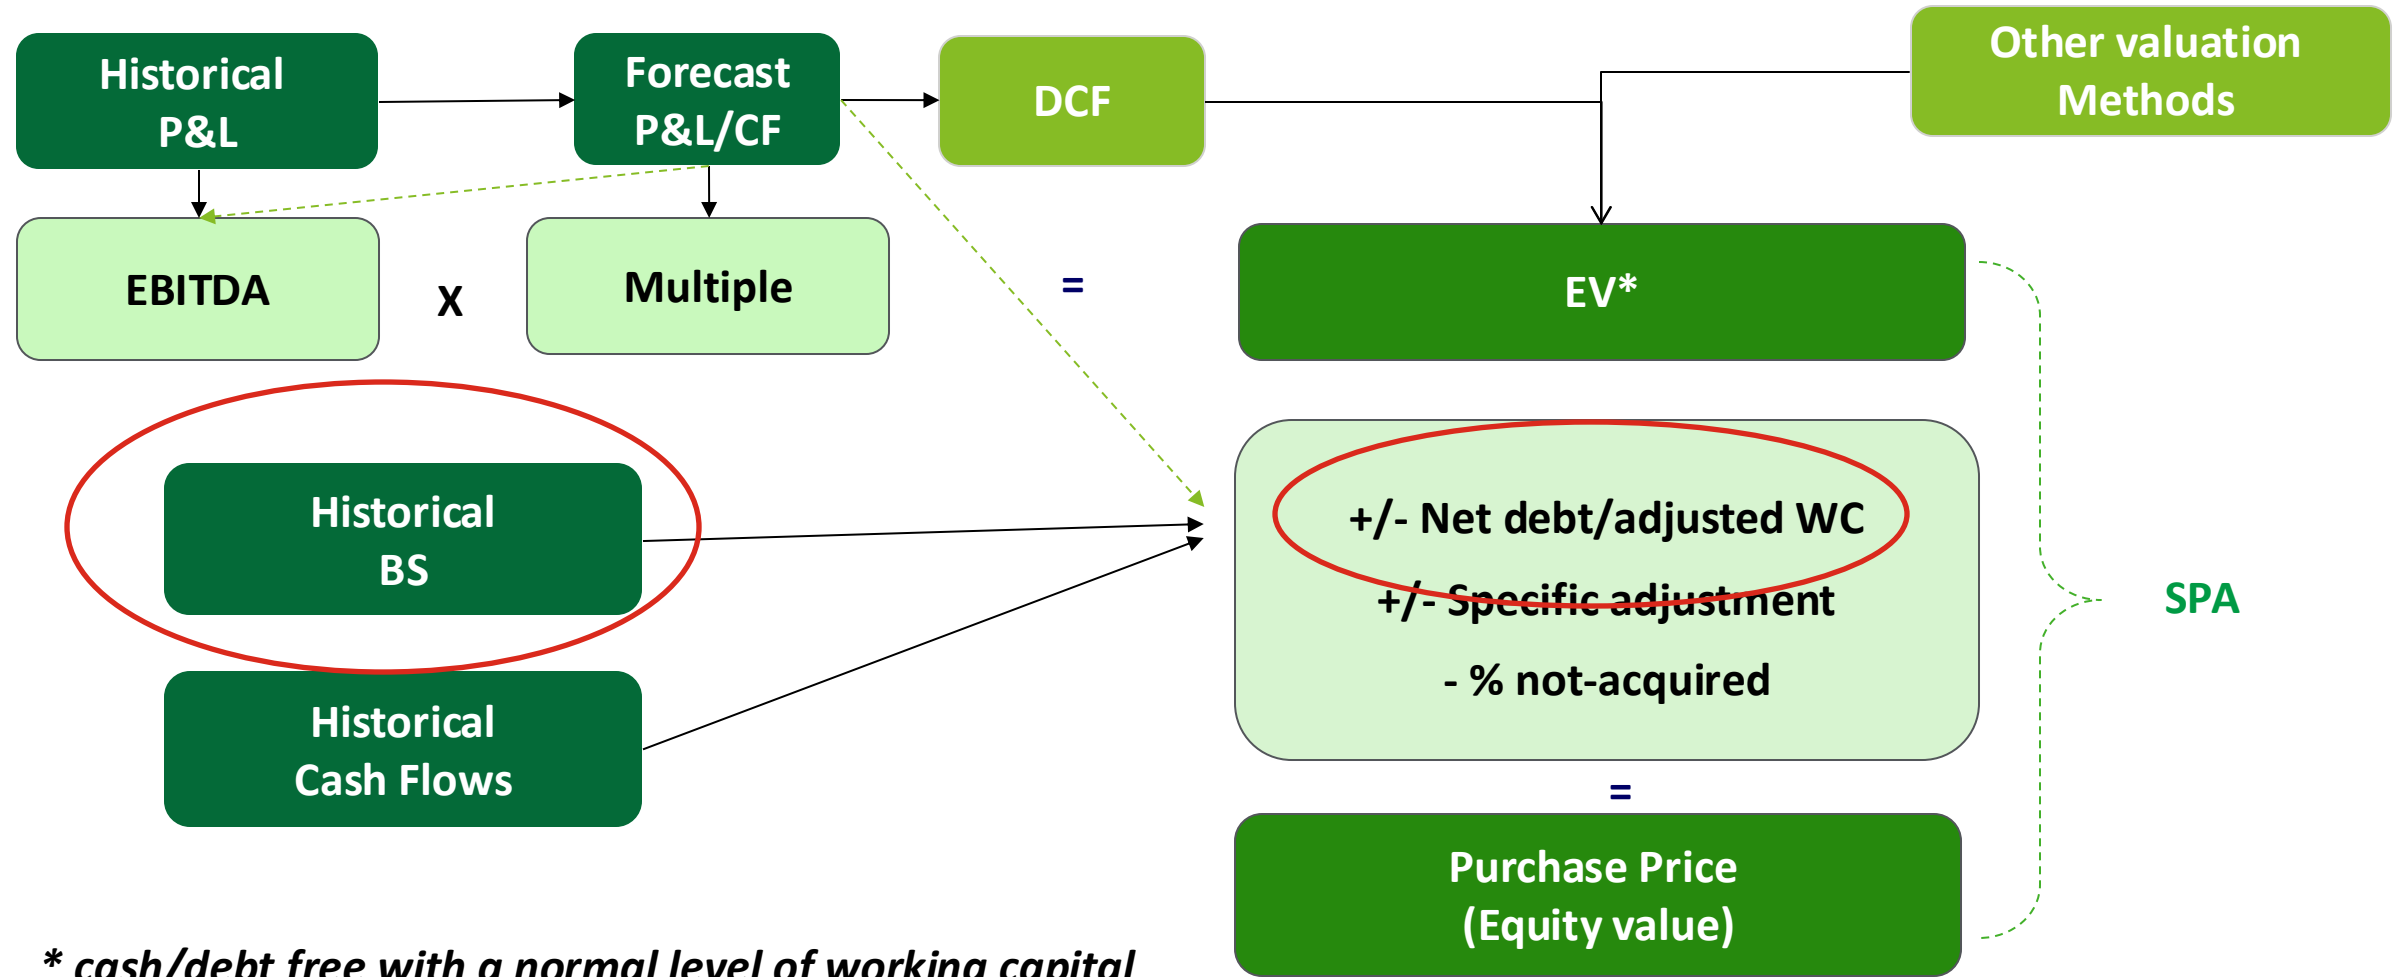 Historical
P&L
Forecast
P&L/CF
DCF
Other valuation
Methods
EBITDA
X
Multiple
=
EV*
Historical
BS
+/- Net debt/adjusted WC
+/- Specific adjustment
- % not-acquired
SPA
Historical
Cash Flows
=
Purchase Price
(Equity value)
* cash/debt free with a normal level of working capital